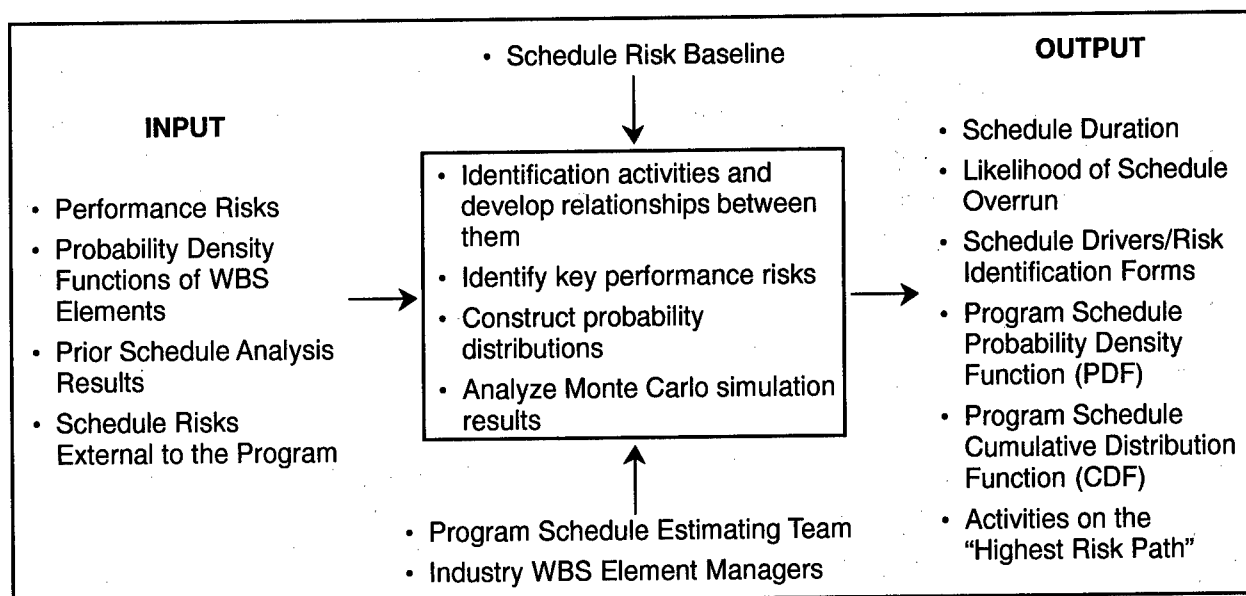 INPUT
• Performance Risks
• Probability Density
Functions of WBS
Elements
• Prior Schedule Analysis
Results
• Schedule Risks
External to the Program
• Schedule Risk Baseline
• Identification activities and
develop relationships between
them
• Identify key performance risks
• Construct probability
distributions
• Analyze Monte Carlo simulation
results
• Program Schedule Estimating Team
• Industry WBS Element Managers
OUTPUT
• Schedule Duration
• Likelihood of Schedule
Overrun
• Schedule Drivers/Risk
Identification Forms
• Program Schedule
Probability Density
Function (PDF)
• Program Schedule
Cumulative Distribution
Function (CDF)
• Activities on the
“Highest Risk Path”